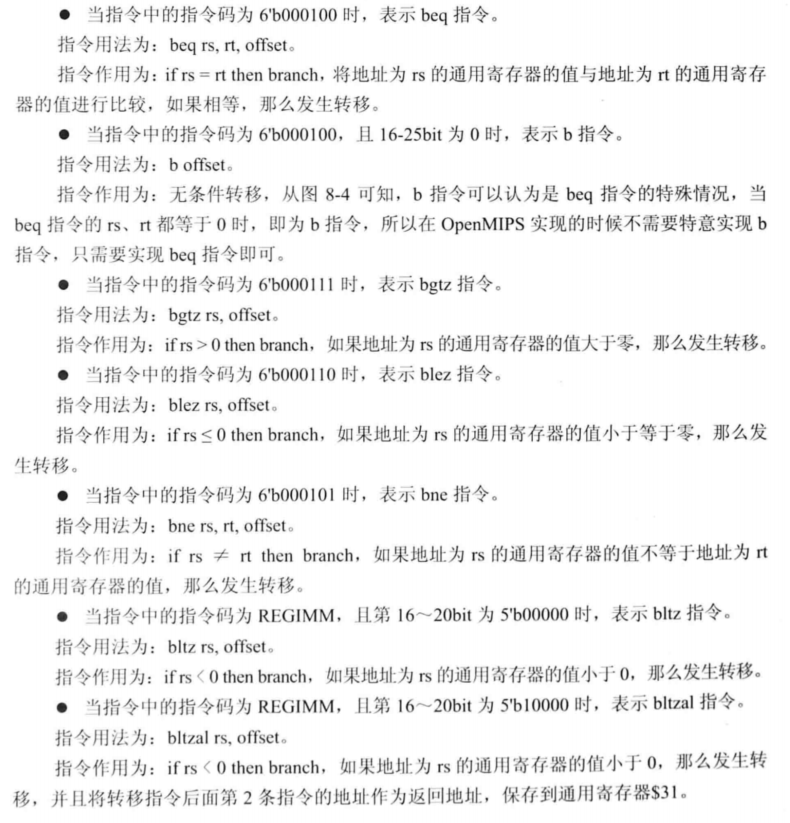 ● 当指令中的指令码为 6'b000100 时，表示 beq 指令。
指令用法为：beq rs, rt, offset。
指令作用为：if rs = rt then branch，将地址为 rs 的通用寄存器的值与地址为 rt 的通用寄存
器的值进行比较，如果相等，那么发生转移。
● 当指令中的指令码为 6'b000100，且 16-25bit 为 0 时，表示 b 指令。
指令用法为：b offset。
指令作用为：无条件转移，从图 8-4 可知，b 指令可以认为是 beq 指令的特殊情况，当
beq 指令的 rs、rt 都等于 0 时，即为 b 指令，所以在 OpenMIPS 实现的时候不需要特意实现 b
指令，只需要实现 beq 指令即可。
● 当指令中的指令码为 6'b000111 时，表示 bgtz 指令。
指令用法为：bgtz rs, offset。
指令作用为：if rs > 0 then branch，如果地址为 rs 的通用寄存器的值大于零，那么发生转移。
● 当指令中的指令码为 6'b000110 时，表示 blez 指令。
指令用法为：blez rs, offset。
指令作用为：if rs ≤ 0 then branch，如果地址为 rs 的通用寄存器的值小于等于零，那么发
生转移。
● 当指令中的指令码为 6'b000101 时，表示 bne 指令。
指令用法为：bne rs, rt, offset。
指令作用为：if rs ≠ rt then branch，如果地址为 rs 的通用寄存器的值不等于地址为 rt
的通用寄存器的值，那么发生转移。
● 当指令中的指令码为 REGIMM，且第 16～20bit 为 5'b00000 时，表示 bltz 指令。
指令用法为：bltz rs, offset。
指令作用为：if rs < 0 then branch，如果地址为 rs 的通用寄存器的值小于 0，那么发生转移。
● 当指令中的指令码为 REGIMM，且第 16～20bit 为 5'b10000 时，表示 bltzal 指令。
指令用法为：bltzal rs, offset。
指令作用为：if rs < 0 then branch，如果地址为 rs 的通用寄存器的值小于 0，那么发生转
移，并且将转移指令后面第 2 条指令的地址作为返回地址，保存到通用寄存器$31。